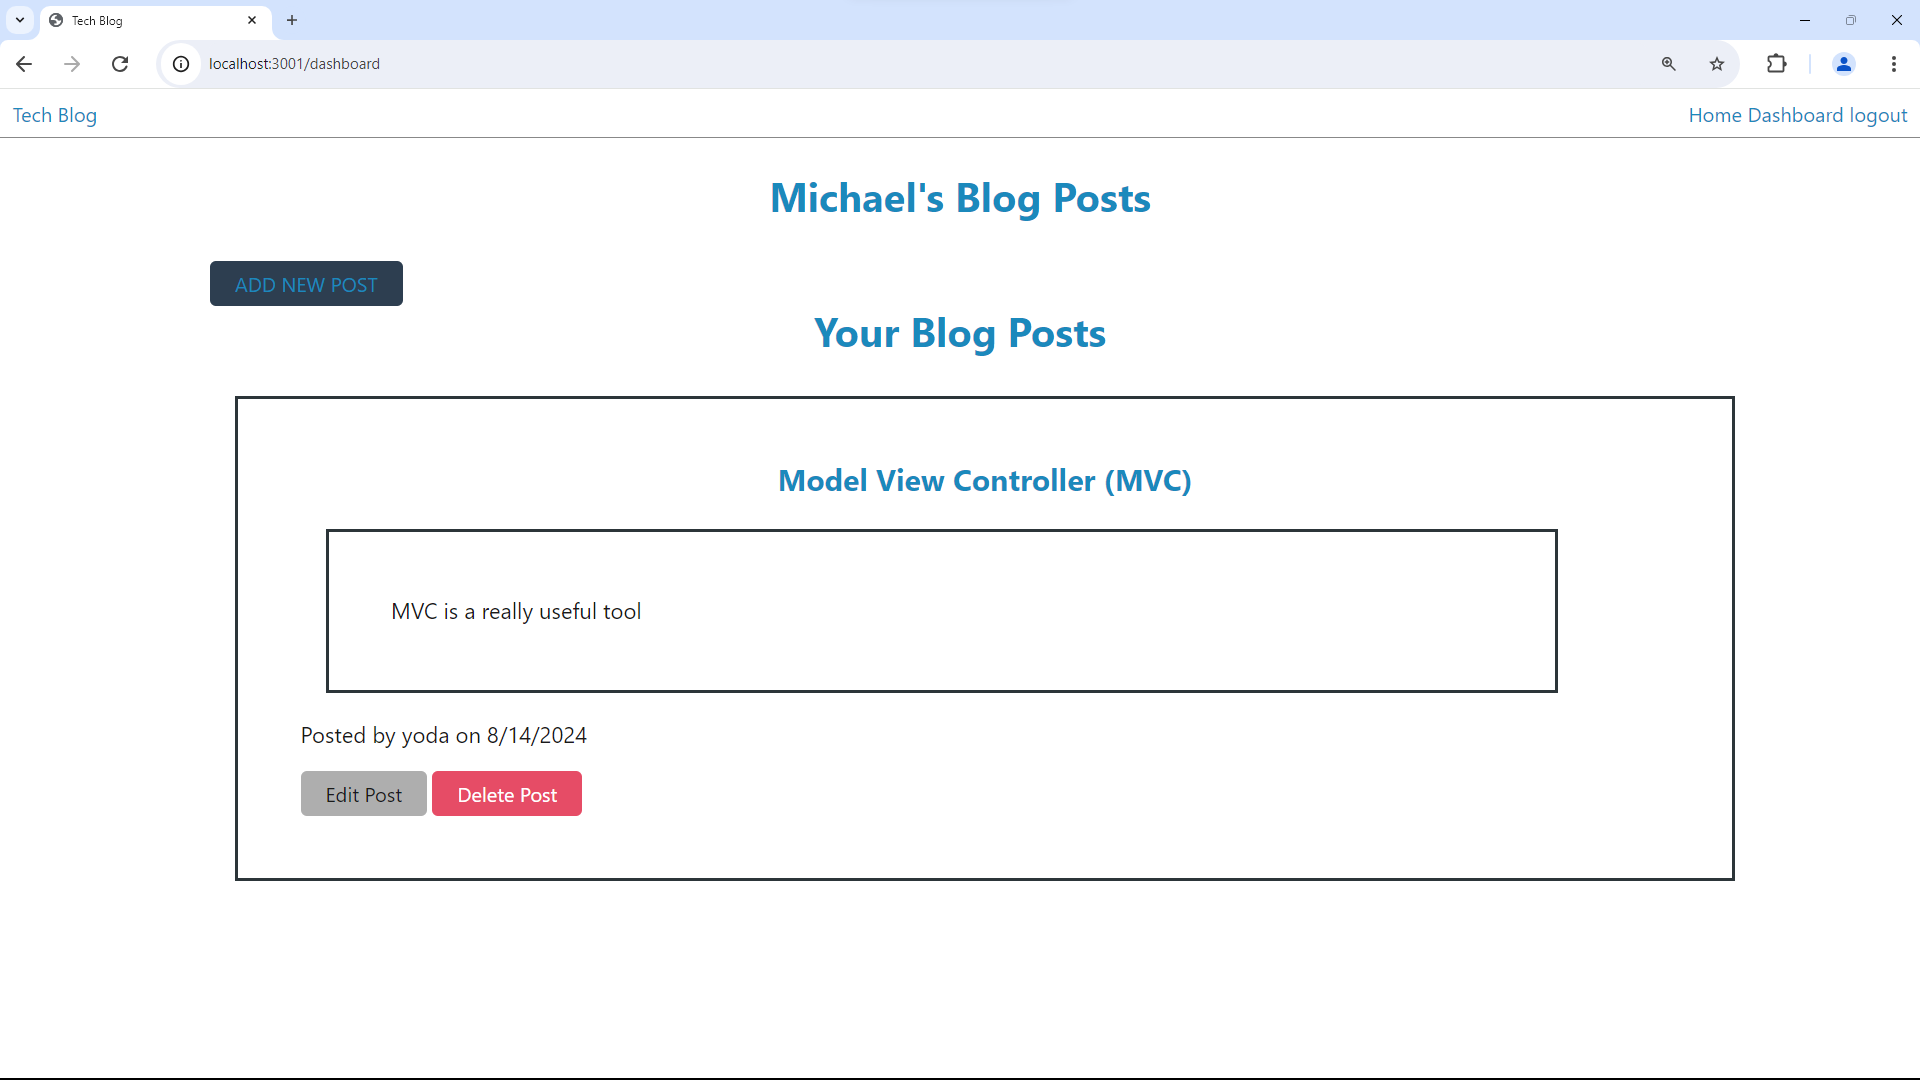 Tech Blog
localhost:3001/dashboard
Tech Blog
Home Dashboard logout
Michael's Blog Posts
ADD NEW POST
Your Blog Posts
Model View Controller (MVC)
MVC is a really useful tool
Posted by yoda on 8/14/2024
Edit Post Delete Post